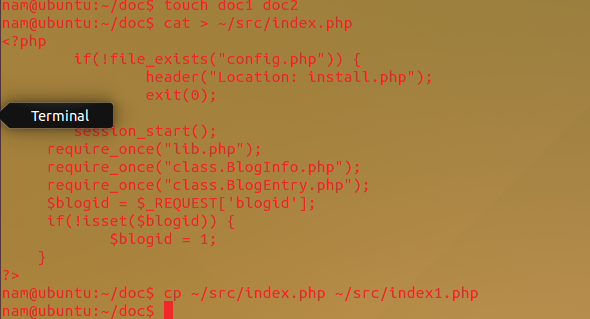 nam@ubuntu:~/doc$ touch doc1 doc2
nam@ubuntu:~/doc$ cat > ~/src/index.php
<?php
if(!file_exists("config.php")) {
header("Location: install.php");
exit(0);
Terminal
session_start();
require_once("lib.php");
require_once("class.BlogInfo.php");
require_once("class.BlogEntry.php");
$blogid = $_REQUEST['blogid'];
if(!isset($blogid)) {
$blogid = 1;
}
?>
nam@ubuntu:~/doc$ cp ~/src/index.php ~/src/index1.php
nam@ubuntu:~/doc$